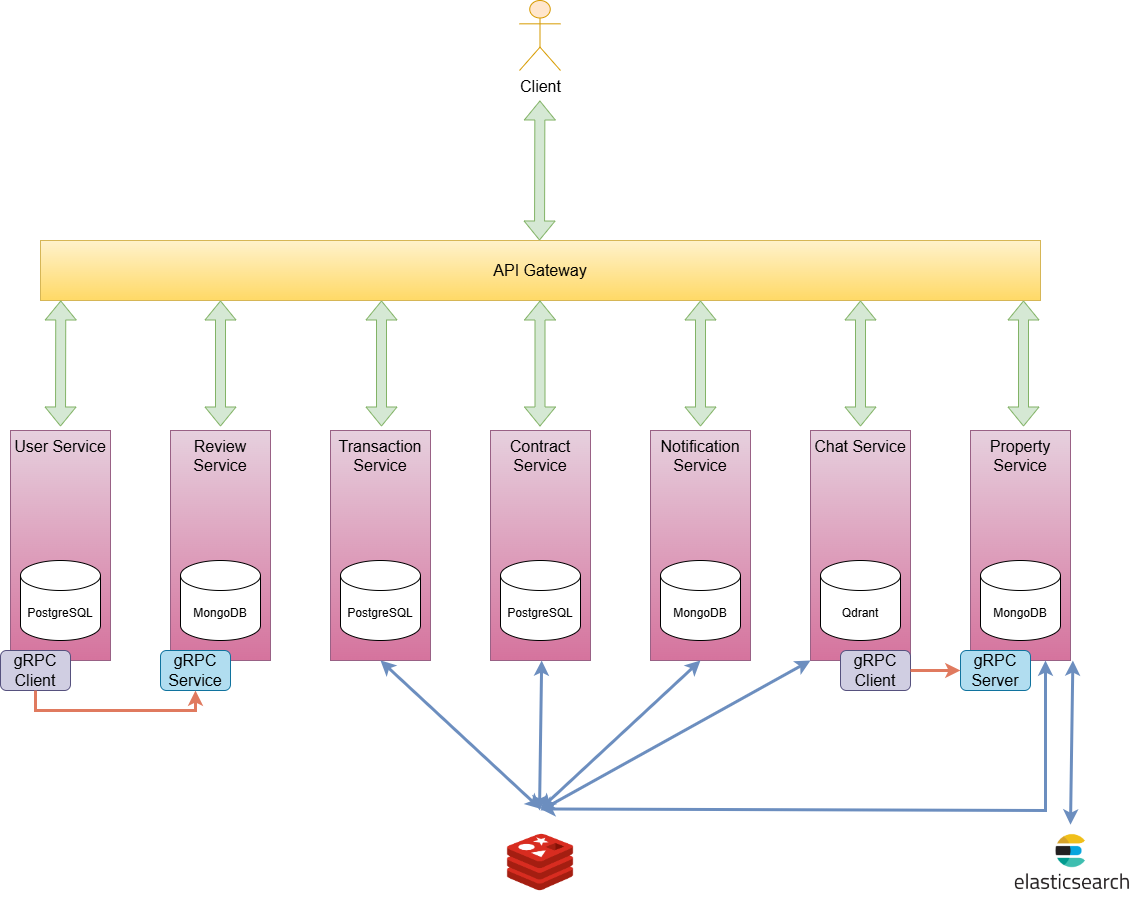 Client
API Gateway
User Service
Review
Service
Transaction
Service
Contract
Service
Notification
Service
Chat Service
Property
Service
PostgreSQL
MongoDB
PostgreSQL
PostgreSQL
MongoDB
Qdrant
MongoDB
gRPC
Client
gRPC
Service
gRPC
Client
gRPC
Server
elasticsearch